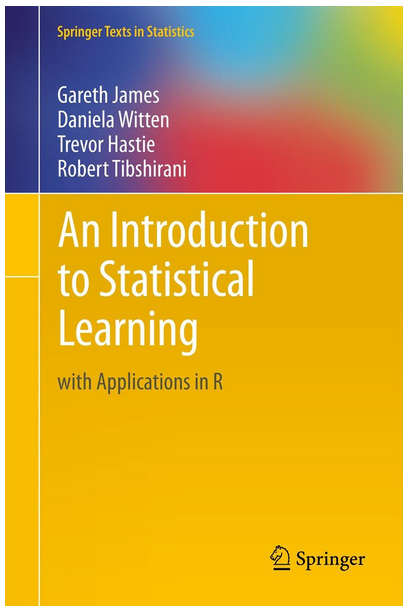 Springer Texts in Statistics
Gareth James
Daniela Witten
Trevor Hastie
Robert Tibshirani
An Introduction
to Statistical
Learning
with Applications in R
Springer